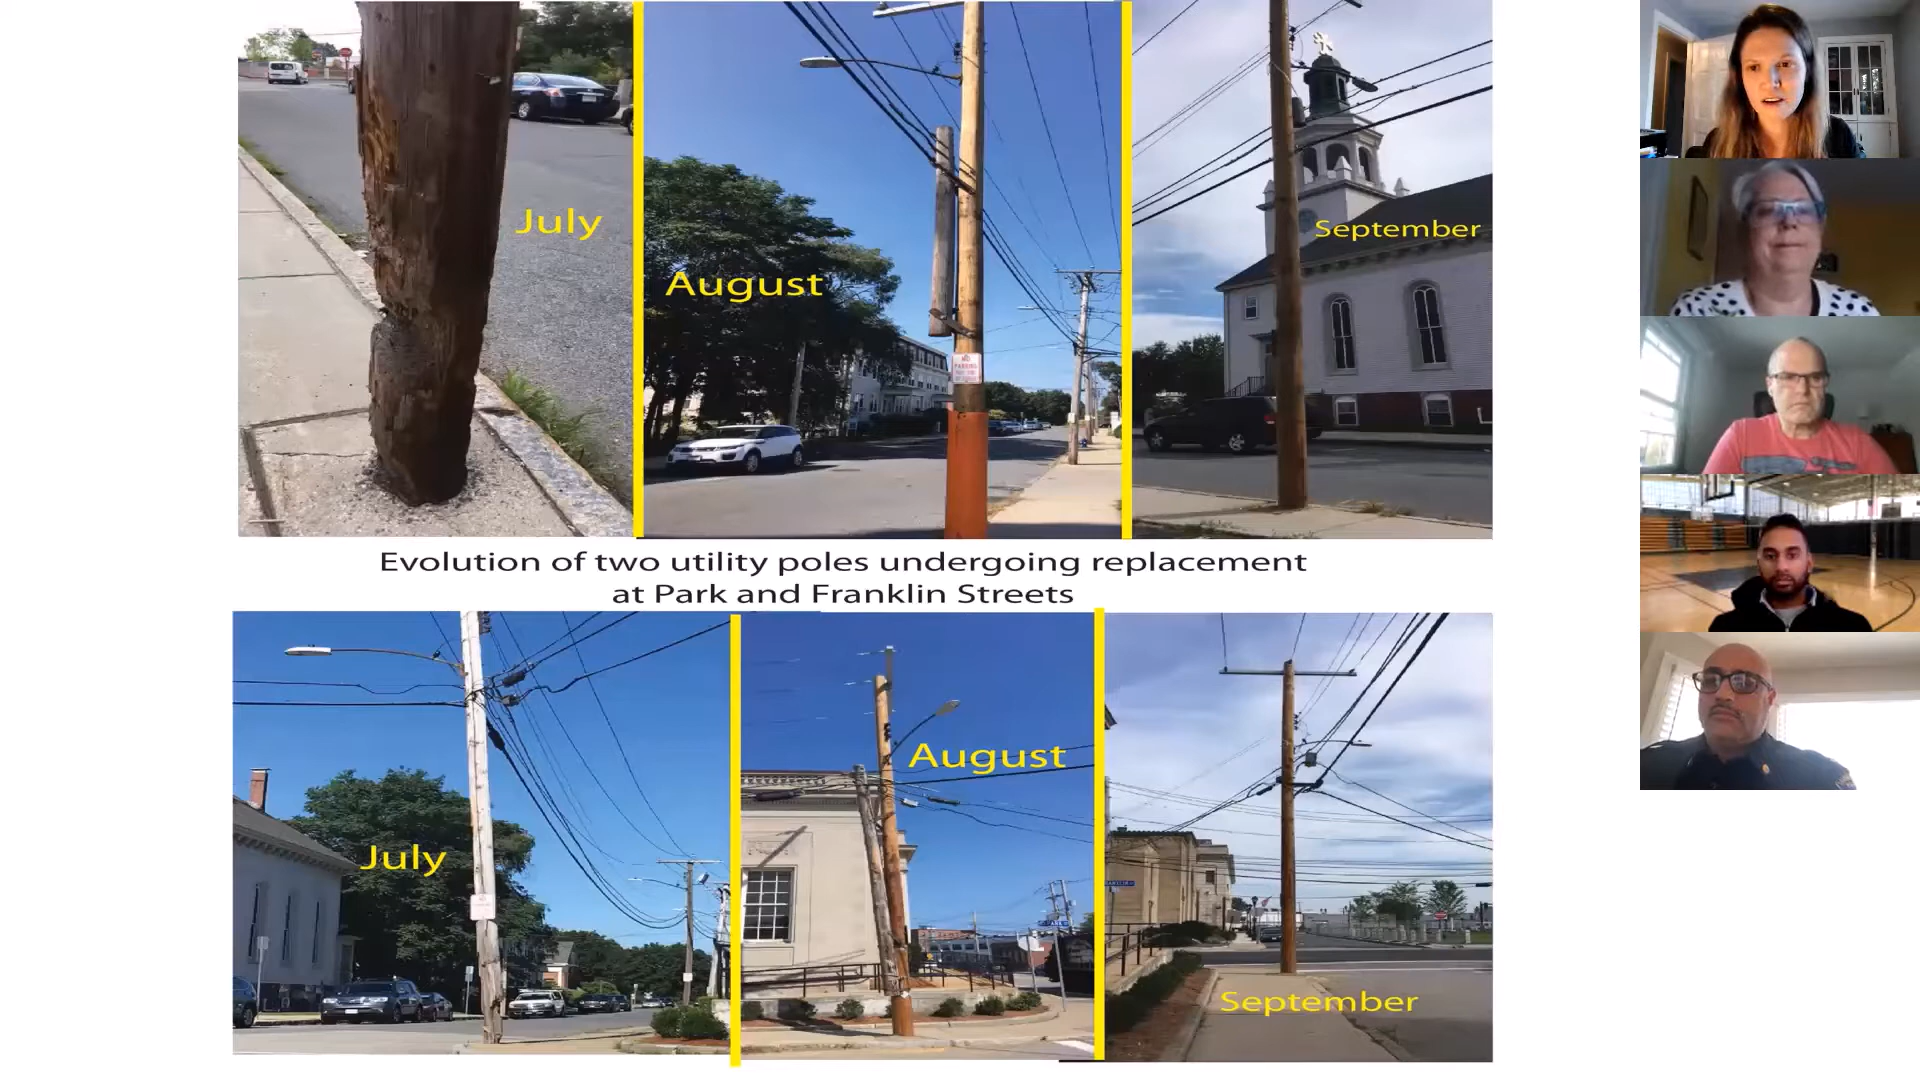 July
August
September
Evolution of two utility poles undergoing replacement
at Park and Franklin Streets
July
August
September